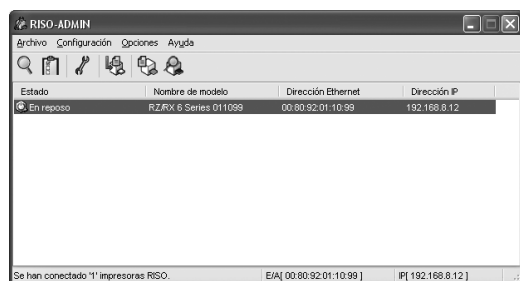 RISO-ADMIN
Archivo Configuración Opciones Ayuda
Estado Nombre de modelo Dirección Ethernet Dirección IP
En reposo RZ/RX 6 Series 011099 00:80:92:01:10:99 192.168.8.12
Se han conectado '1' impresoras RISO. E/A[ 00:80:92:01:10:99 ] IP[ 192.168.8.12 ]